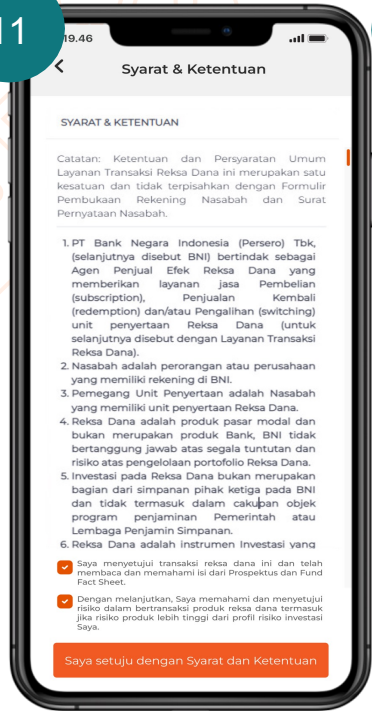 11
19.46
Syarat & Ketentuan
SYARAT & KETENTUAN
Catatan: Ketentuan dan Persyaratan Umum
Layanan Transaksi Reksa Dana ini merupakan satu
kesatuan dan tidak terpisahkan dengan Formulir
Pembukaan Rekening Nasabah dan Surat
Pernyataan Nasabah.
1. PT Bank Negara Indonesia (Persero) Tbk,
(selanjutnya disebut BNI) bertindak sebagai
Agen Penjual Efek Reksa Dana yang
memberikan layanan jasa Pembelian
(subscription), Penjualan Kembali
(redemption) dan/atau Pengalihan (switching)
unit penyertaan Reksa Dana (untuk
selanjutnya disebut dengan Layanan Transaksi
Reksa Dana).
2. Nasabah adalah perorangan atau perusahaan
yang memiliki rekening di BNI.
3. Pemegang Unit Penyertaan adalah Nasabah
yang memiliki unit penyertaan Reksa Dana.
4. Reksa Dana adalah produk pasar modal dan
bukan merupakan produk Bank, BNI tidak
bertanggung jawab atas segala tuntutan dan
risiko atas pengelolaan portofolio Reksa Dana.
5. Investasi pada Reksa Dana bukan merupakan
bagian dari simpanan pihak ketiga pada BNI
dan tidak termasuk dalam cakupan objek
program penjaminan Pemerintah atau
Lembaga Penjamin Simpanan.
6. Reksa Dana adalah instrumen Investasi yang
Saya menyetujui transaksi reksa dana ini dan telah
membaca dan memahami isi dari Prospektus dan Fund
Fact Sheet.
Dengan melanjutkan, Saya memahami dan menyetujui
risiko dalam bertransaksi produk reksa dana termasuk
jika risiko produk lebih tinggi dari profil risiko investasi
Saya.
Saya setuju dengan Syarat dan Ketentuan